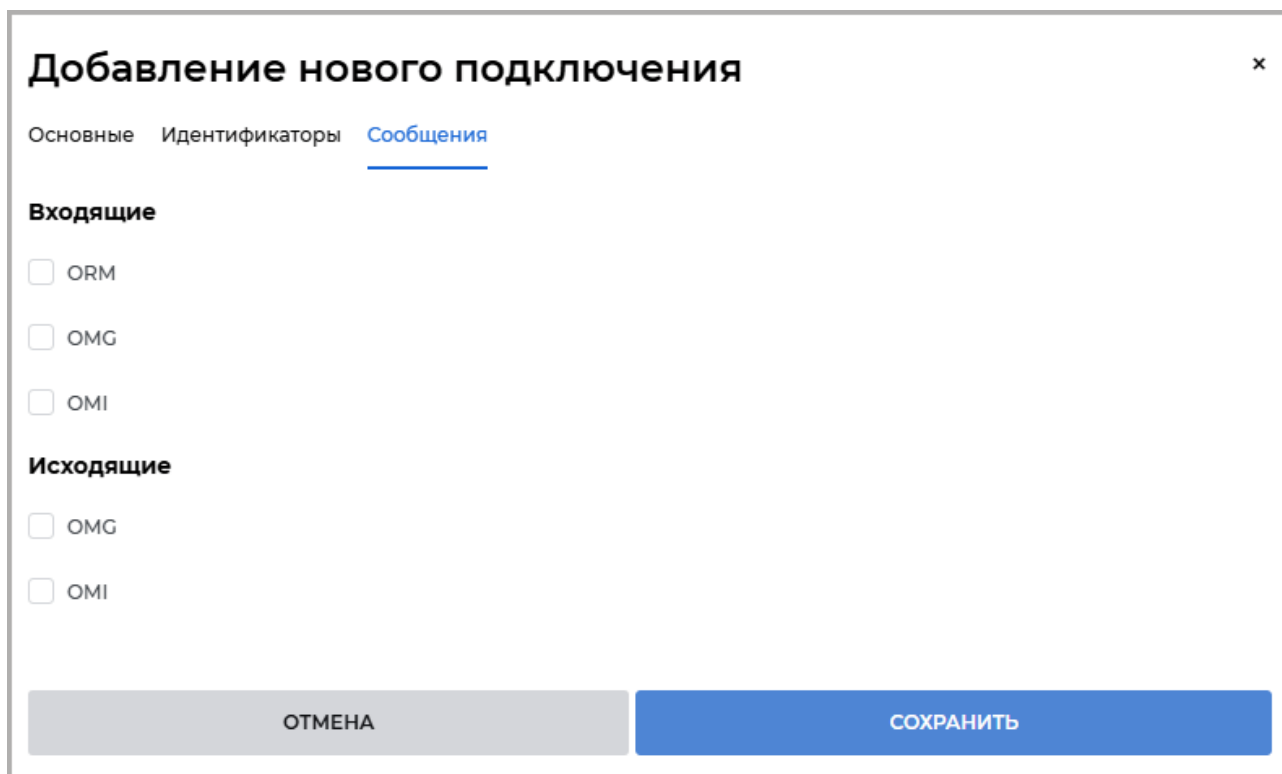 Добавление нового подключения ×
Основные Идентификаторы Сообщения
Входящие
ORM
OMG
OMI
Исходящие
OMG
OMI
ОТМЕНА СОХРАНИТЬ